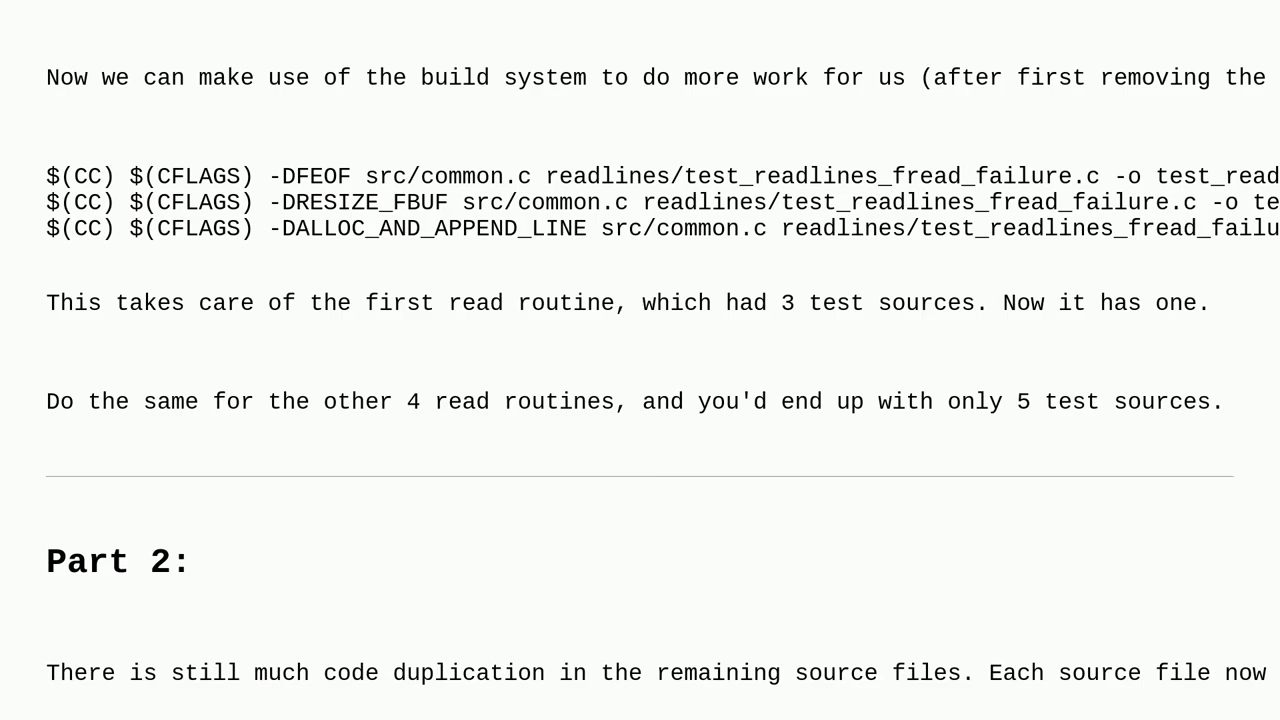 Now we can make use of the build system to do more work for us (after first removing the
$(CC) $(CFLAGS) -DFEOF src/common.c readlines/test_readlines_fread_failure.c -o test_read
$(CC) $(CFLAGS) -DRESIZE_FBUF src/common.c readlines/test_readlines_fread_failure.c -o te
$(CC) $(CFLAGS) -DALLOC_AND_APPEND_LINE src/common.c readlines/test_readlines_fread_failu
This takes care of the first read routine, which had 3 test sources. Now it has one.
Do the same for the other 4 read routines, and you'd end up with only 5 test sources.
Part 2:
There is still much code duplication in the remaining source files. Each source file now